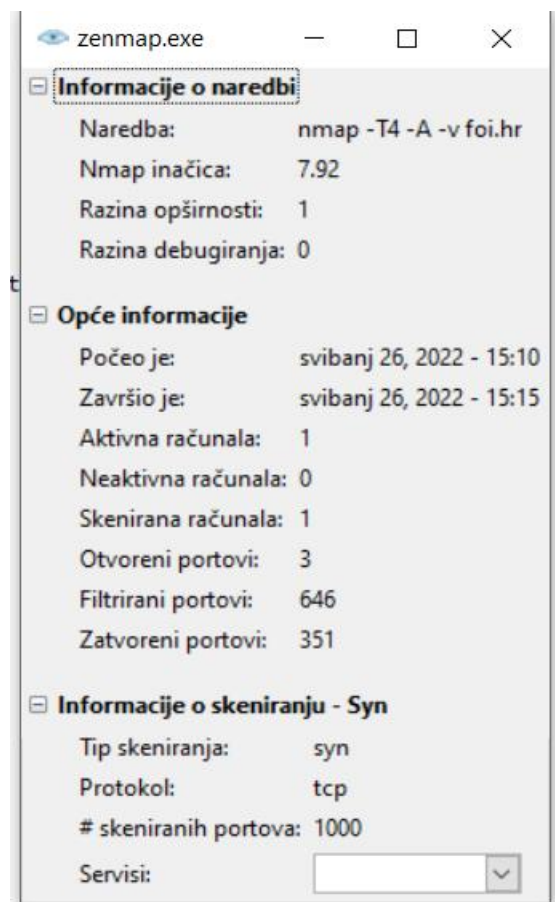 zenmap.exe
Informacije o naredbi
Naredba: nmap -T4 -A -v foi.hr
Nmap inačica: 7.92
Razina opširnosti: 1
Razina debugiranja: 0
t
Opće informacije
Počeo je: svibanj 26, 2022 - 15:10
Završio je: svibanj 26, 2022 - 15:15
Aktivna računala: 1
Neaktivna računala: 0
Skenirana računala: 1
Otvoreni portovi: 3
Filtrirani portovi: 646
Zatvoreni portovi: 351
Informacije o skeniranju - Syn
Tip skeniranja: syn
Protokol: tcp
# skeniranih portova: 1000
Servisi: